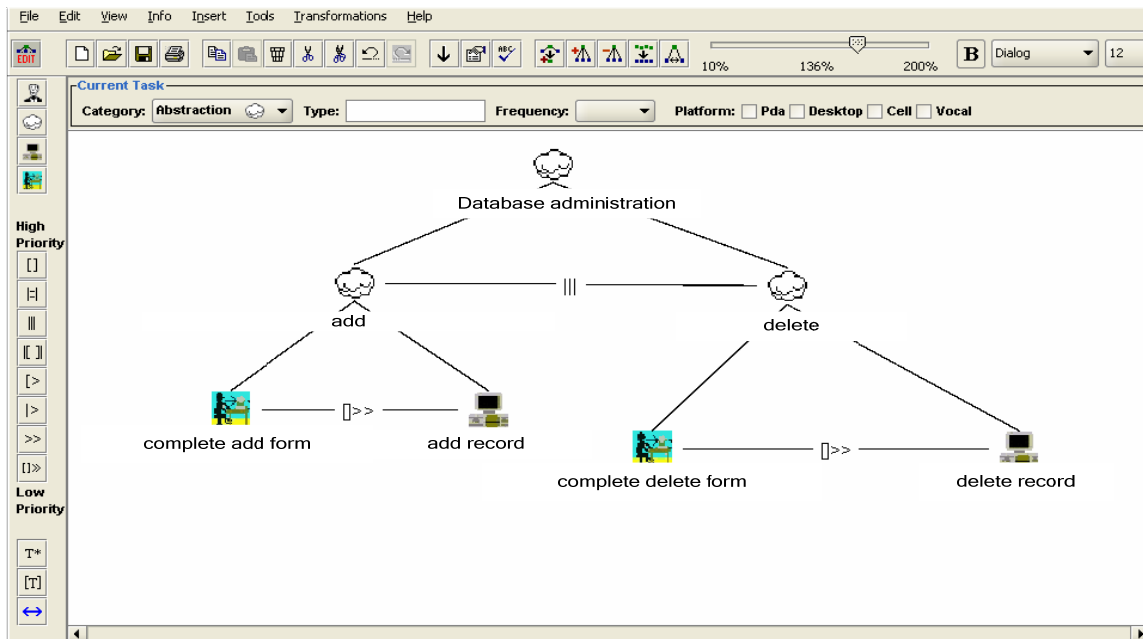 File Edit View Info Insert Tools Transformations Help
EDIT ABC 10% 136% 200% B Dialog 12
Current Task
Category: Abstraction Type: Frequency: Platform: Pda Desktop Cell Vocal
Database administration
High
Priority
[]
|=|
|||
|[]|
[>
|>
>>
[]>>
Low
Priority
T*
[T]
|||
add
delete
[]>>
complete add form
add record
[]>>
complete delete form
delete record